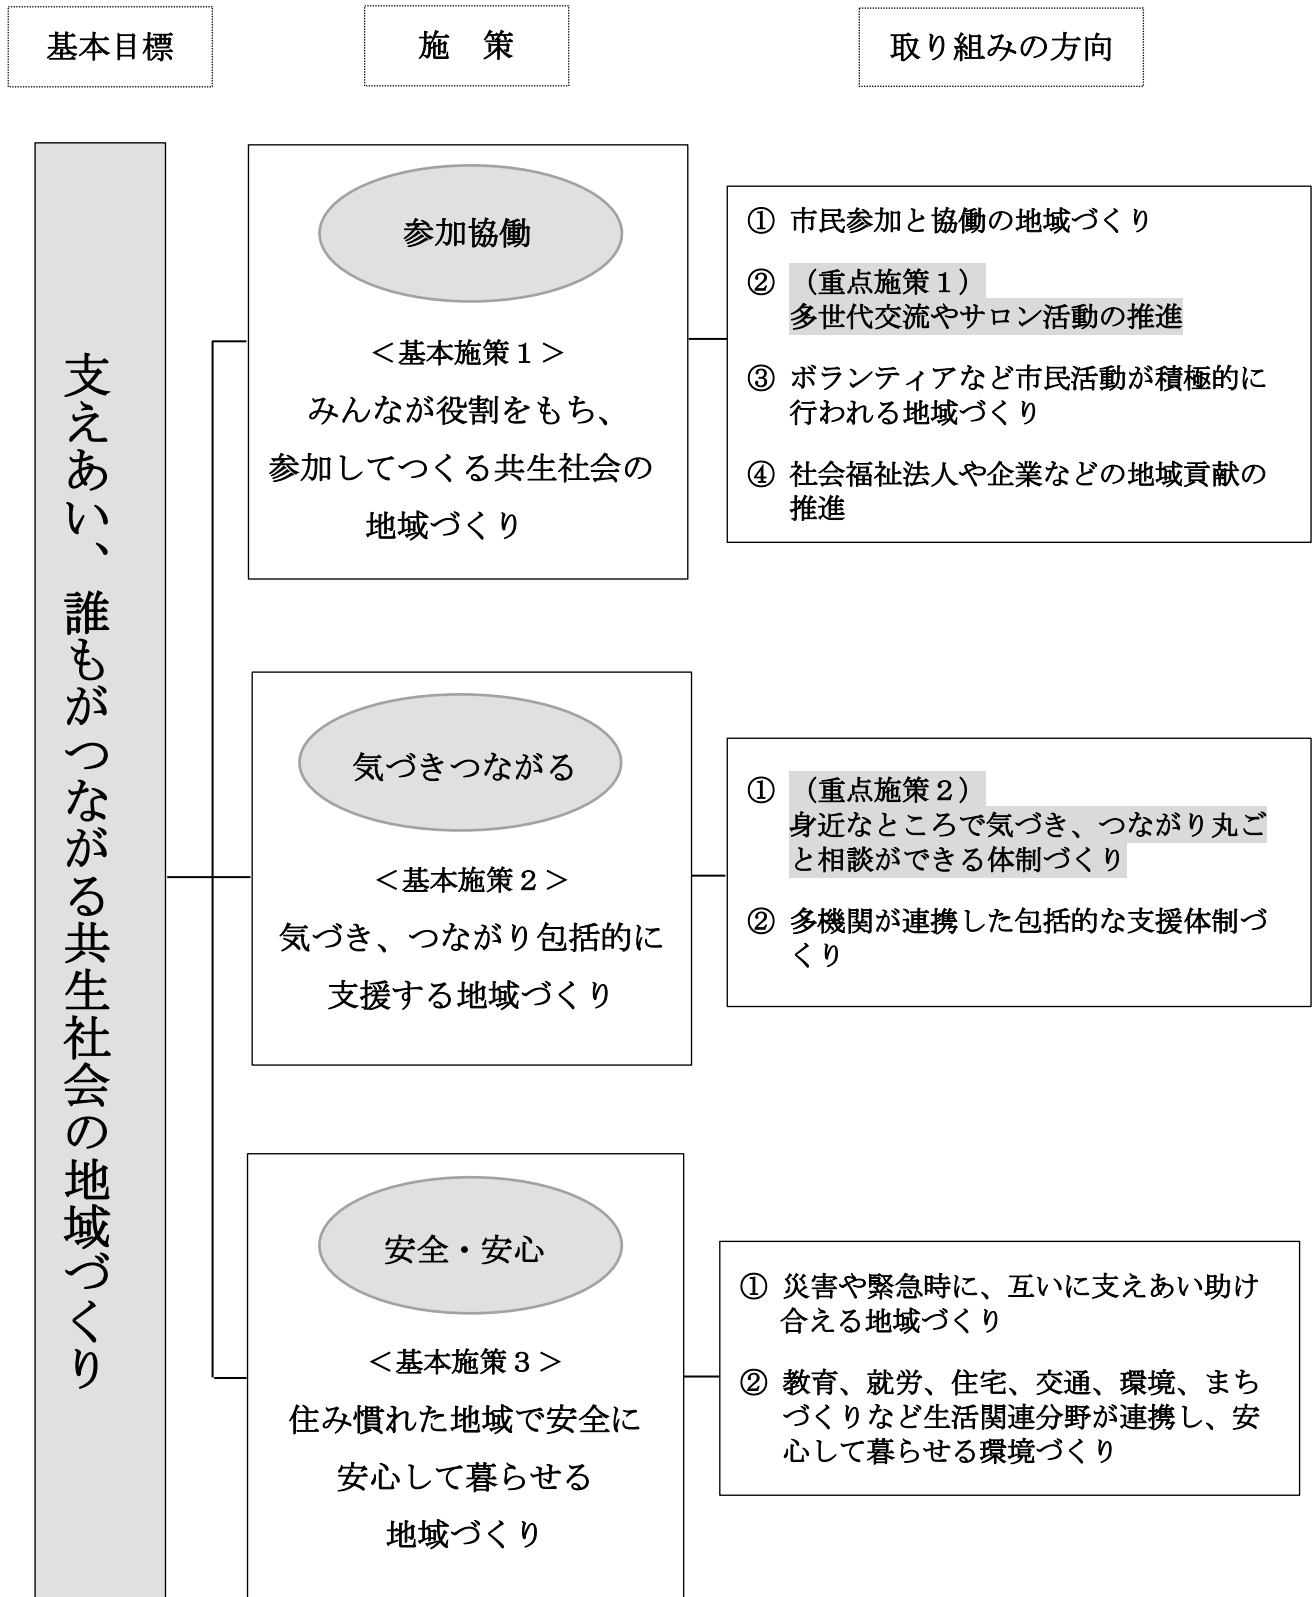 基本目標
施　策
取り組みの方向
支えあい、誰もがつながる共生社会の地域づくり
参加協働
＜基本施策１＞
みんなが役割をもち、
参加してつくる共生社会の
地域づくり
① 市民参加と協働の地域づくり
② （重点施策１）
多世代交流やサロン活動の推進
③ ボランティアなど市民活動が積極的に
行われる地域づくり
④ 社会福祉法人や企業などの地域貢献の
推進
気づきつながる
＜基本施策２＞
気づき、つながり包括的に
支援する地域づくり
① （重点施策２）
身近なところで気づき、つながり丸ご
と相談ができる体制づくり
② 多機関が連携した包括的な支援体制づ
くり
安全・安心
＜基本施策３＞
住み慣れた地域で安全に
安心して暮らせる
地域づくり
① 災害や緊急時に、互いに支えあい助け
合える地域づくり
② 教育、就労、住宅、交通、環境、まち
づくりなど生活関連分野が連携し、安
心して暮らせる環境づくり